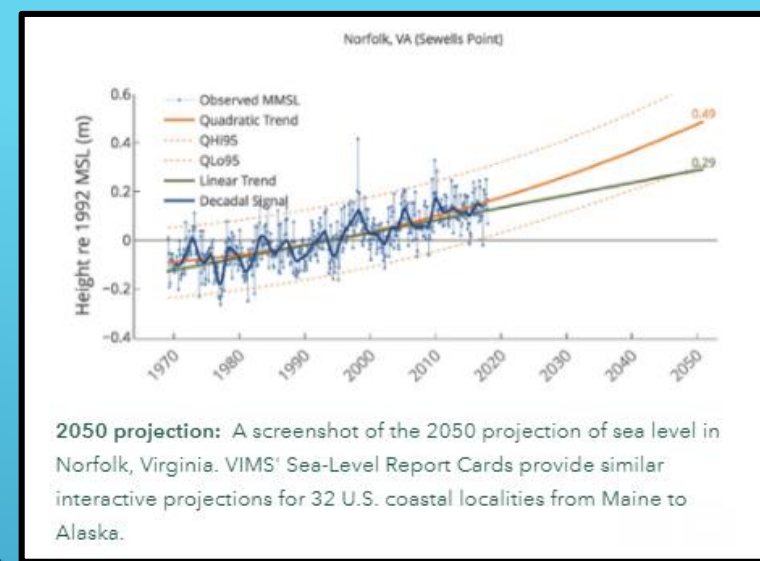 Norfolk, VA (Sewells Point)
Height re 1992 MSL (m)
0.6
0.4
0.2
0
−0.2
−0.4
Observed MMSL
Quadratic Trend
QHi95
QLo95
Linear Trend
Decadal Signal
0.49
0.29
1970
1980
1990
2000
2010
2020
2030
2040
2050
2050 projection: A screenshot of the 2050 projection of sea level in
Norfolk, Virginia. VIMS' Sea-Level Report Cards provide similar
interactive projections for 32 U.S. coastal localities from Maine to
Alaska.